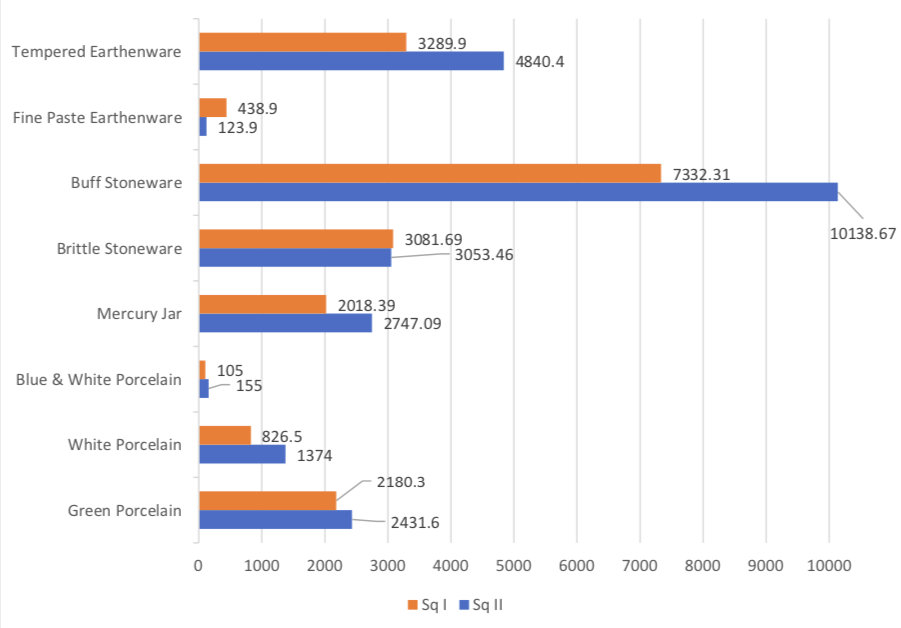 Tempered Earthenware
3289.9
4840.4
Fine Paste Earthenware
438.9
123.9
Buff Stoneware
7332.31
10138.67
Brittle Stoneware
3081.69
3053.46
Mercury Jar
2018.39
2747.09
Blue & White Porcelain
105
155
White Porcelain
826.5
1374
Green Porcelain
2180.3
2431.6
0 1000 2000 3000 4000 5000 6000 7000 8000 9000 10000
Sq I Sq II